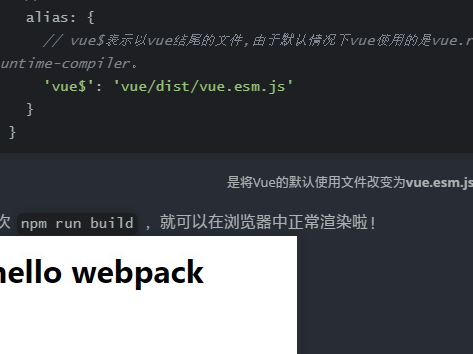 alias: {
// vue$表示以vue结尾的文件,由于默认情况下vue使用的是vue.r
untime-compiler.
'vue$': 'vue/dist/vue.esm.js'
}
}
是将Vue的默认使用文件改变为vue.esm.js
次 npm run build ，就可以在浏览器中正常渲染啦！
hello webpack